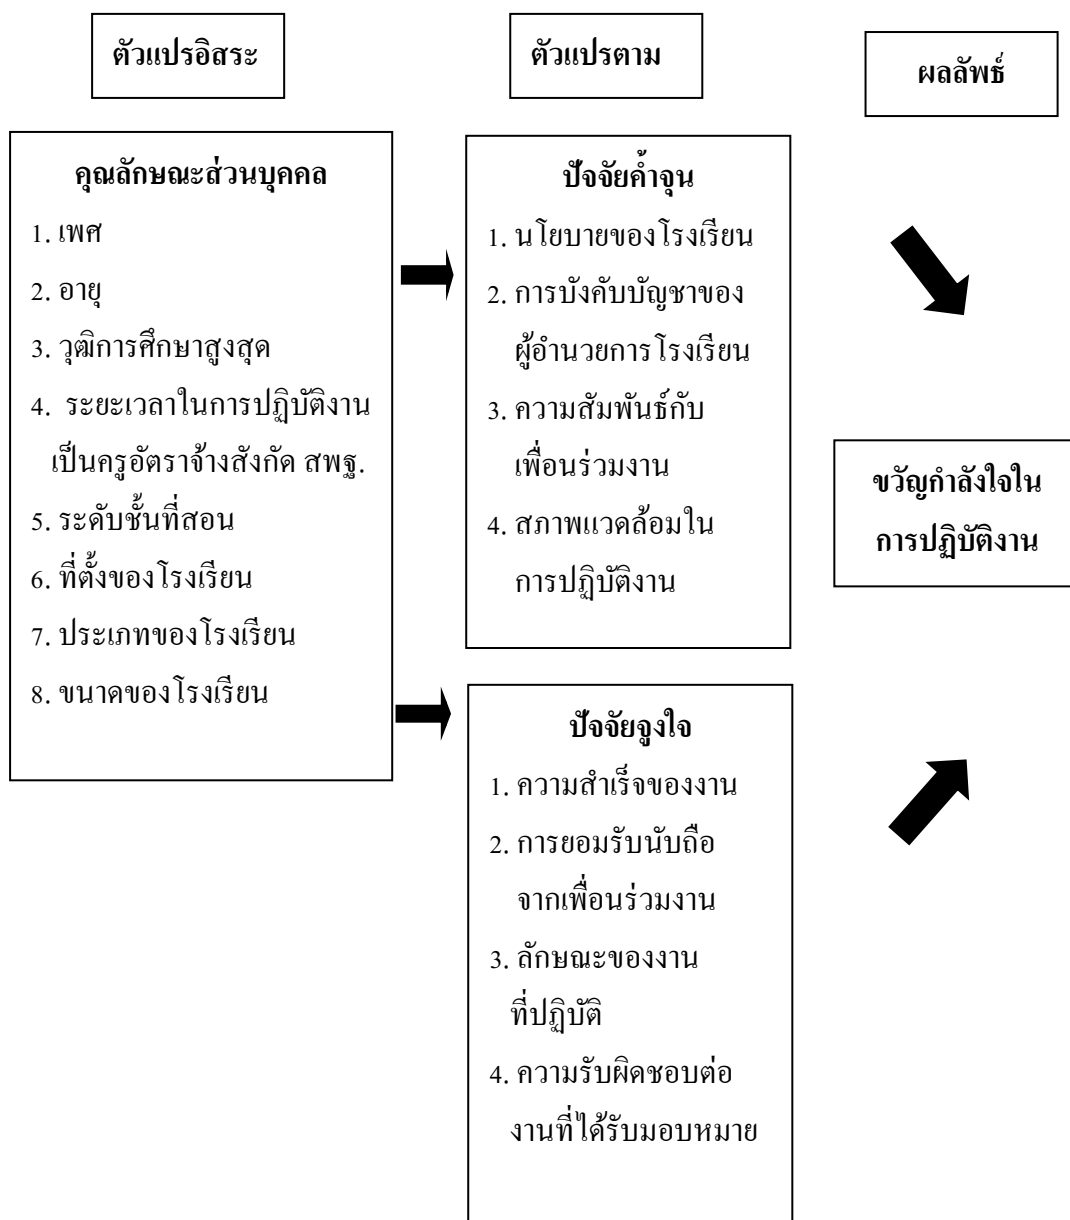 ตัวแปรอิสระ
ตัวแปรตาม
ผลลัพธ์
คุณลักษณะส่วนบุคคล
1. เพศ
2. อายุ
3. วุฒิการศึกษาสูงสุด
4. ระยะเวลาในการปฏิบัติงาน
เป็นครูอัตราจ้างสังกัด สพฐ.
5. ระดับชั้นที่สอน
6. ที่ตั้งของโรงเรียน
7. ประเภทของโรงเรียน
8. ขนาดของโรงเรียน
ปัจจัยค้ำจุน
1. นโยบายของโรงเรียน
2. การบังคับบัญชาของ
ผู้อำนวยการโรงเรียน
3. ความสัมพันธ์กับ
เพื่อนร่วมงาน
4. สภาพแวดล้อมใน
การปฏิบัติงาน
ปัจจัยจูงใจ
1. ความสำเร็จของงาน
2. การยอมรับนับถือ
จากเพื่อนร่วมงาน
3. ลักษณะของงาน
ที่ปฏิบัติ
4. ความรับผิดชอบต่อ
งานที่ได้รับมอบหมาย
ขวัญกำลังใจใน
การปฏิบัติงาน